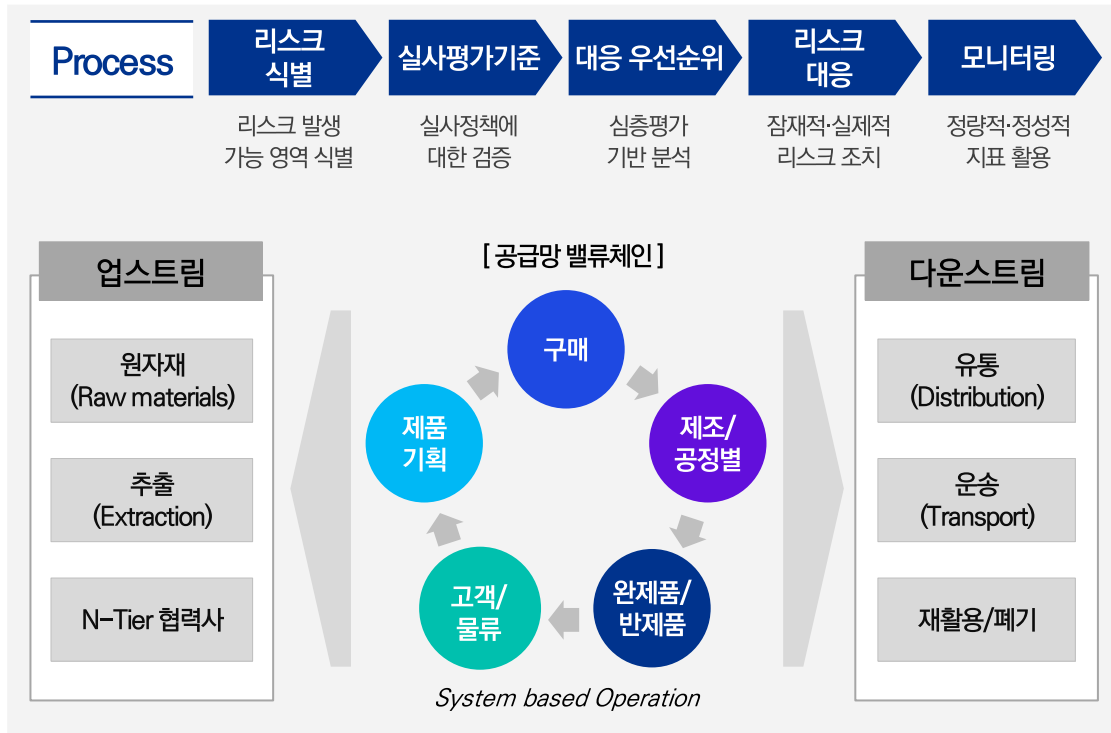 Process
리스크
식별
실사평가기준
대응 우선순위
리스크
대응
모니터링
리스크 발생
가능 영역 식별
실사정책에
대한 검증
심층평가
기반 분석
잠재적·실제적
리스크 조치
정량적·정성적
지표 활용
업스트림
원자재
(Raw materials)
추출
(Extraction)
N-Tier 협력사
[ 공급망 밸류체인 ]
구매
제조/
공정별
완제품/
반제품
고객/
물류
제품
기획
System based Operation
다운스트림
유통
(Distribution)
운송
(Transport)
재활용/폐기